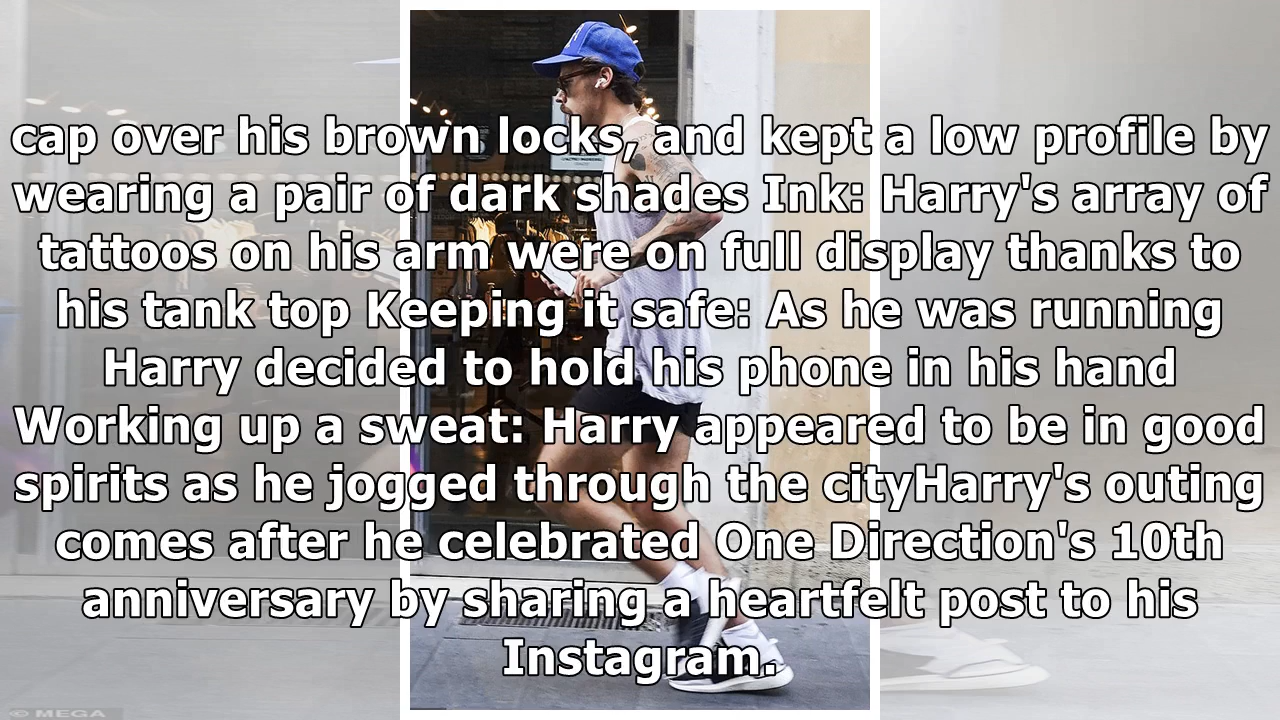 cap over his brown locks, and kept a low profile by
wearing a pair of dark shades Ink: Harry's array of
tattoos on his arm were on full display thanks to
his tank top Keeping it safe: As he was running
Harry decided to hold his phone in his hand
Working up a sweat: Harry appeared to be in good
spirits as he jogged through the cityHarry's outing
comes after he celebrated One Direction's 10th
anniversary by sharing a heartfelt post to his
Instagram.
© MEGA